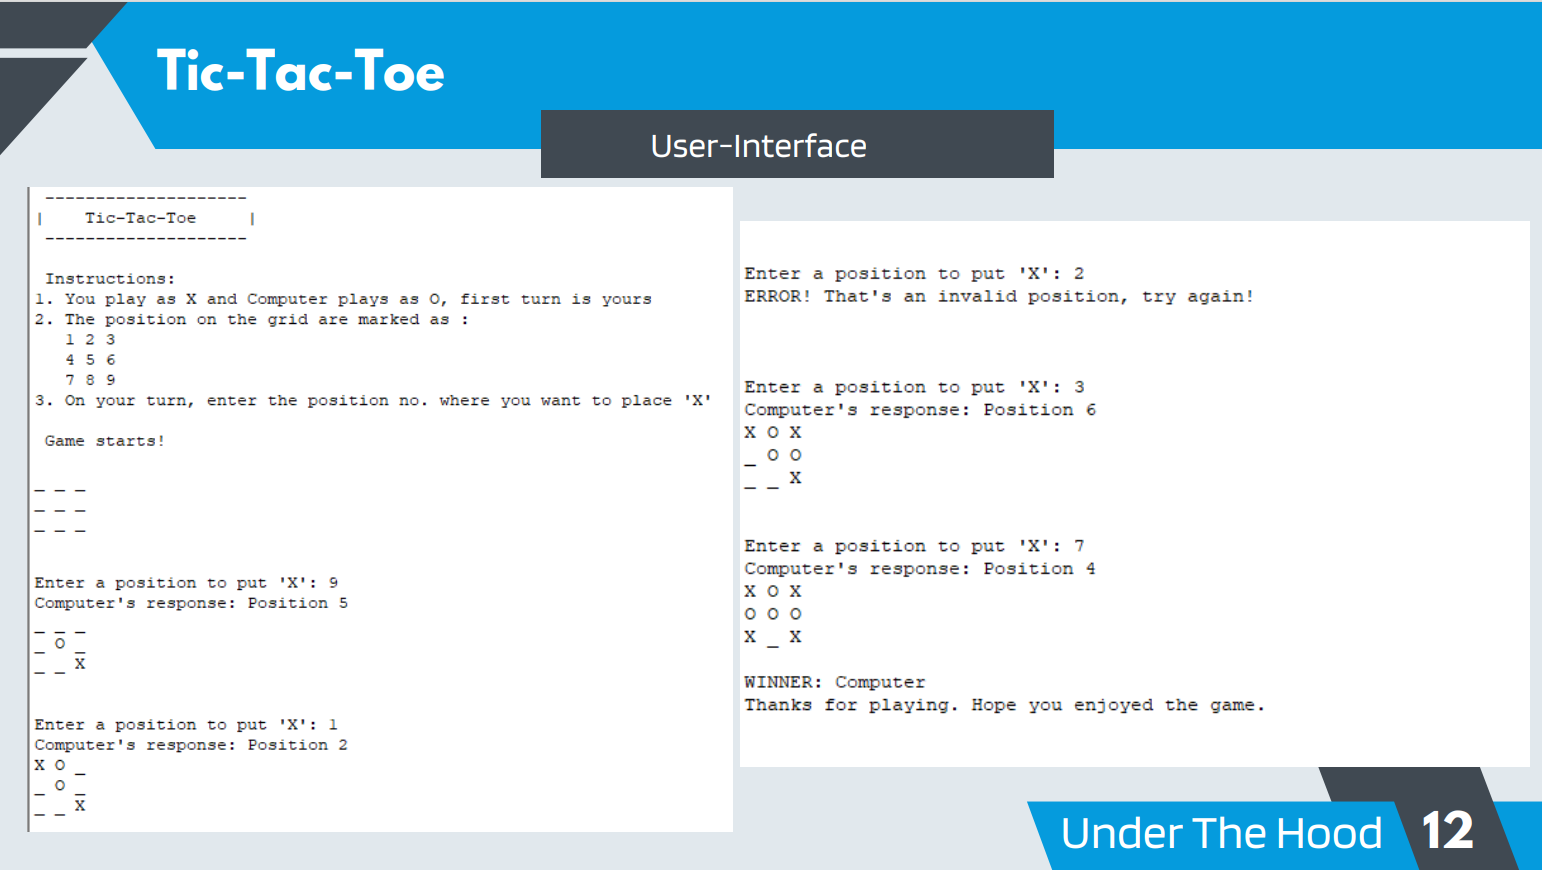 Tic-Tac-Toe
User-Interface
--------------------
|    Tic-Tac-Toe     |
--------------------
Instructions:
1. You play as X and Computer plays as O, first turn is yours
2. The position on the grid are marked as :
1 2 3
4 5 6
7 8 9
3. On your turn, enter the position no. where you want to place 'X'
Game starts!
_ _ _
_ _ _
_ _ _
Enter a position to put 'X': 9
Computer's response: Position 5
_ _ _
_ O _
_ _ X
Enter a position to put 'X': 1
Computer's response: Position 2
X O _
_ O _
_ _ X
Enter a position to put 'X': 2
ERROR! That's an invalid position, try again!
Enter a position to put 'X': 3
Computer's response: Position 6
X O X
_ O O
_ _ X
Enter a position to put 'X': 7
Computer's response: Position 4
X O X
O O O
X _ X
WINNER: Computer
Thanks for playing. Hope you enjoyed the game.
Under The Hood 12